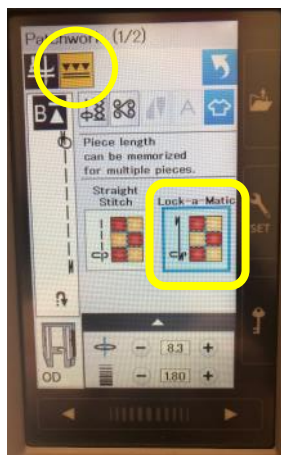 Patchwork (1/2)
B A
Piece length
can be memorized
for multiple pieces.
Straight
Stitch
Lock-a-Matic
SET
OD
- 8.3 +
- 1.80 +